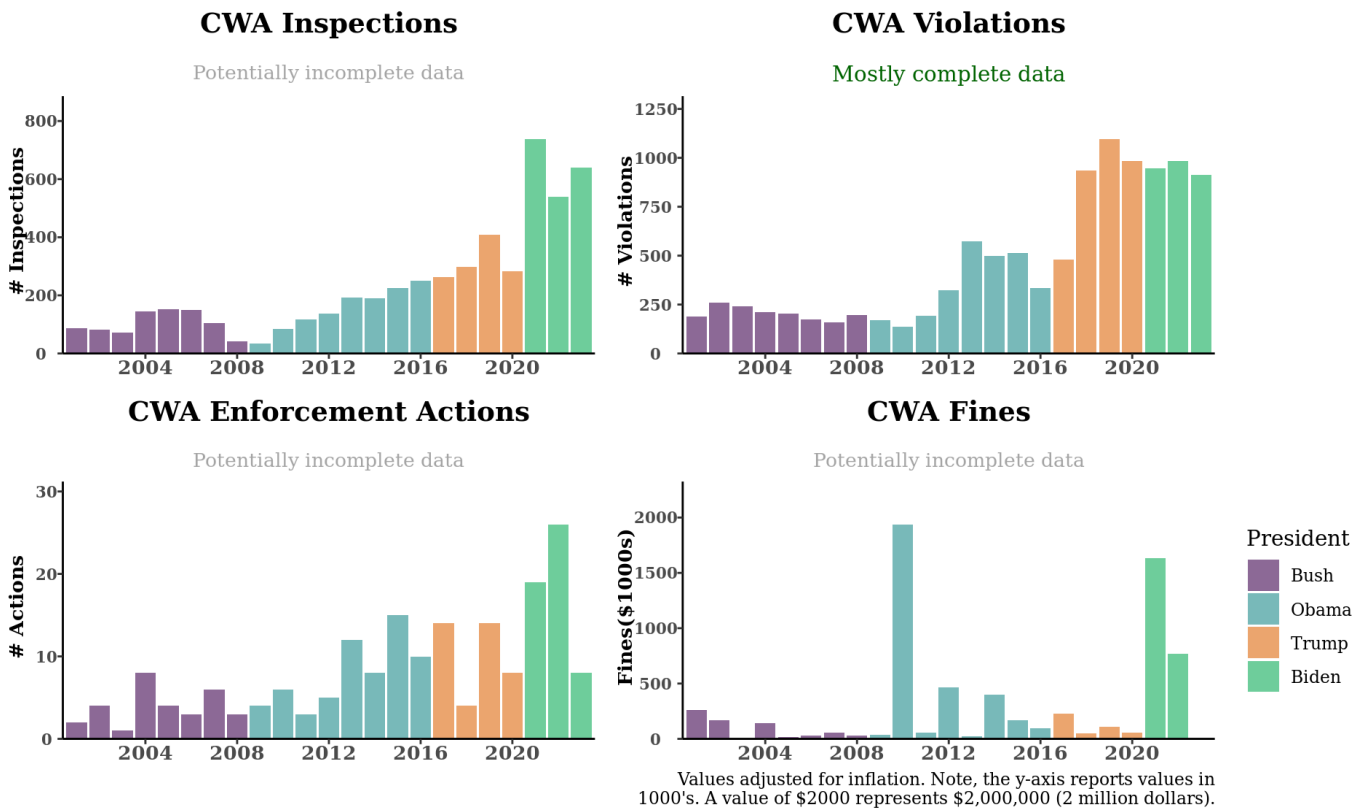 CWA Inspections
Potentially incomplete data
# Inspections
800
600
400
200
0
2004
2008
2012
2016
2020
CWA Violations
Mostly complete data
# Violations
1250
1000
750
500
250
0
2004
2008
2012
2016
2020
CWA Enforcement Actions
Potentially incomplete data
# Actions
30
20
10
0
2004
2008
2012
2016
2020
CWA Fines
Potentially incomplete data
Fines($1000s)
2000
1500
1000
500
0
2004
2008
2012
2016
2020
President
Bush
Obama
Trump
Biden
Values adjusted for inflation. Note, the y-axis reports values in
1000's. A value of $2000 represents $2,000,000 (2 million dollars).